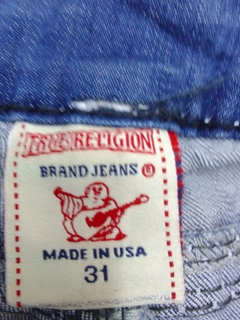 TRUE RELIGION
BRAND JEANS ®
MADE IN USA
31